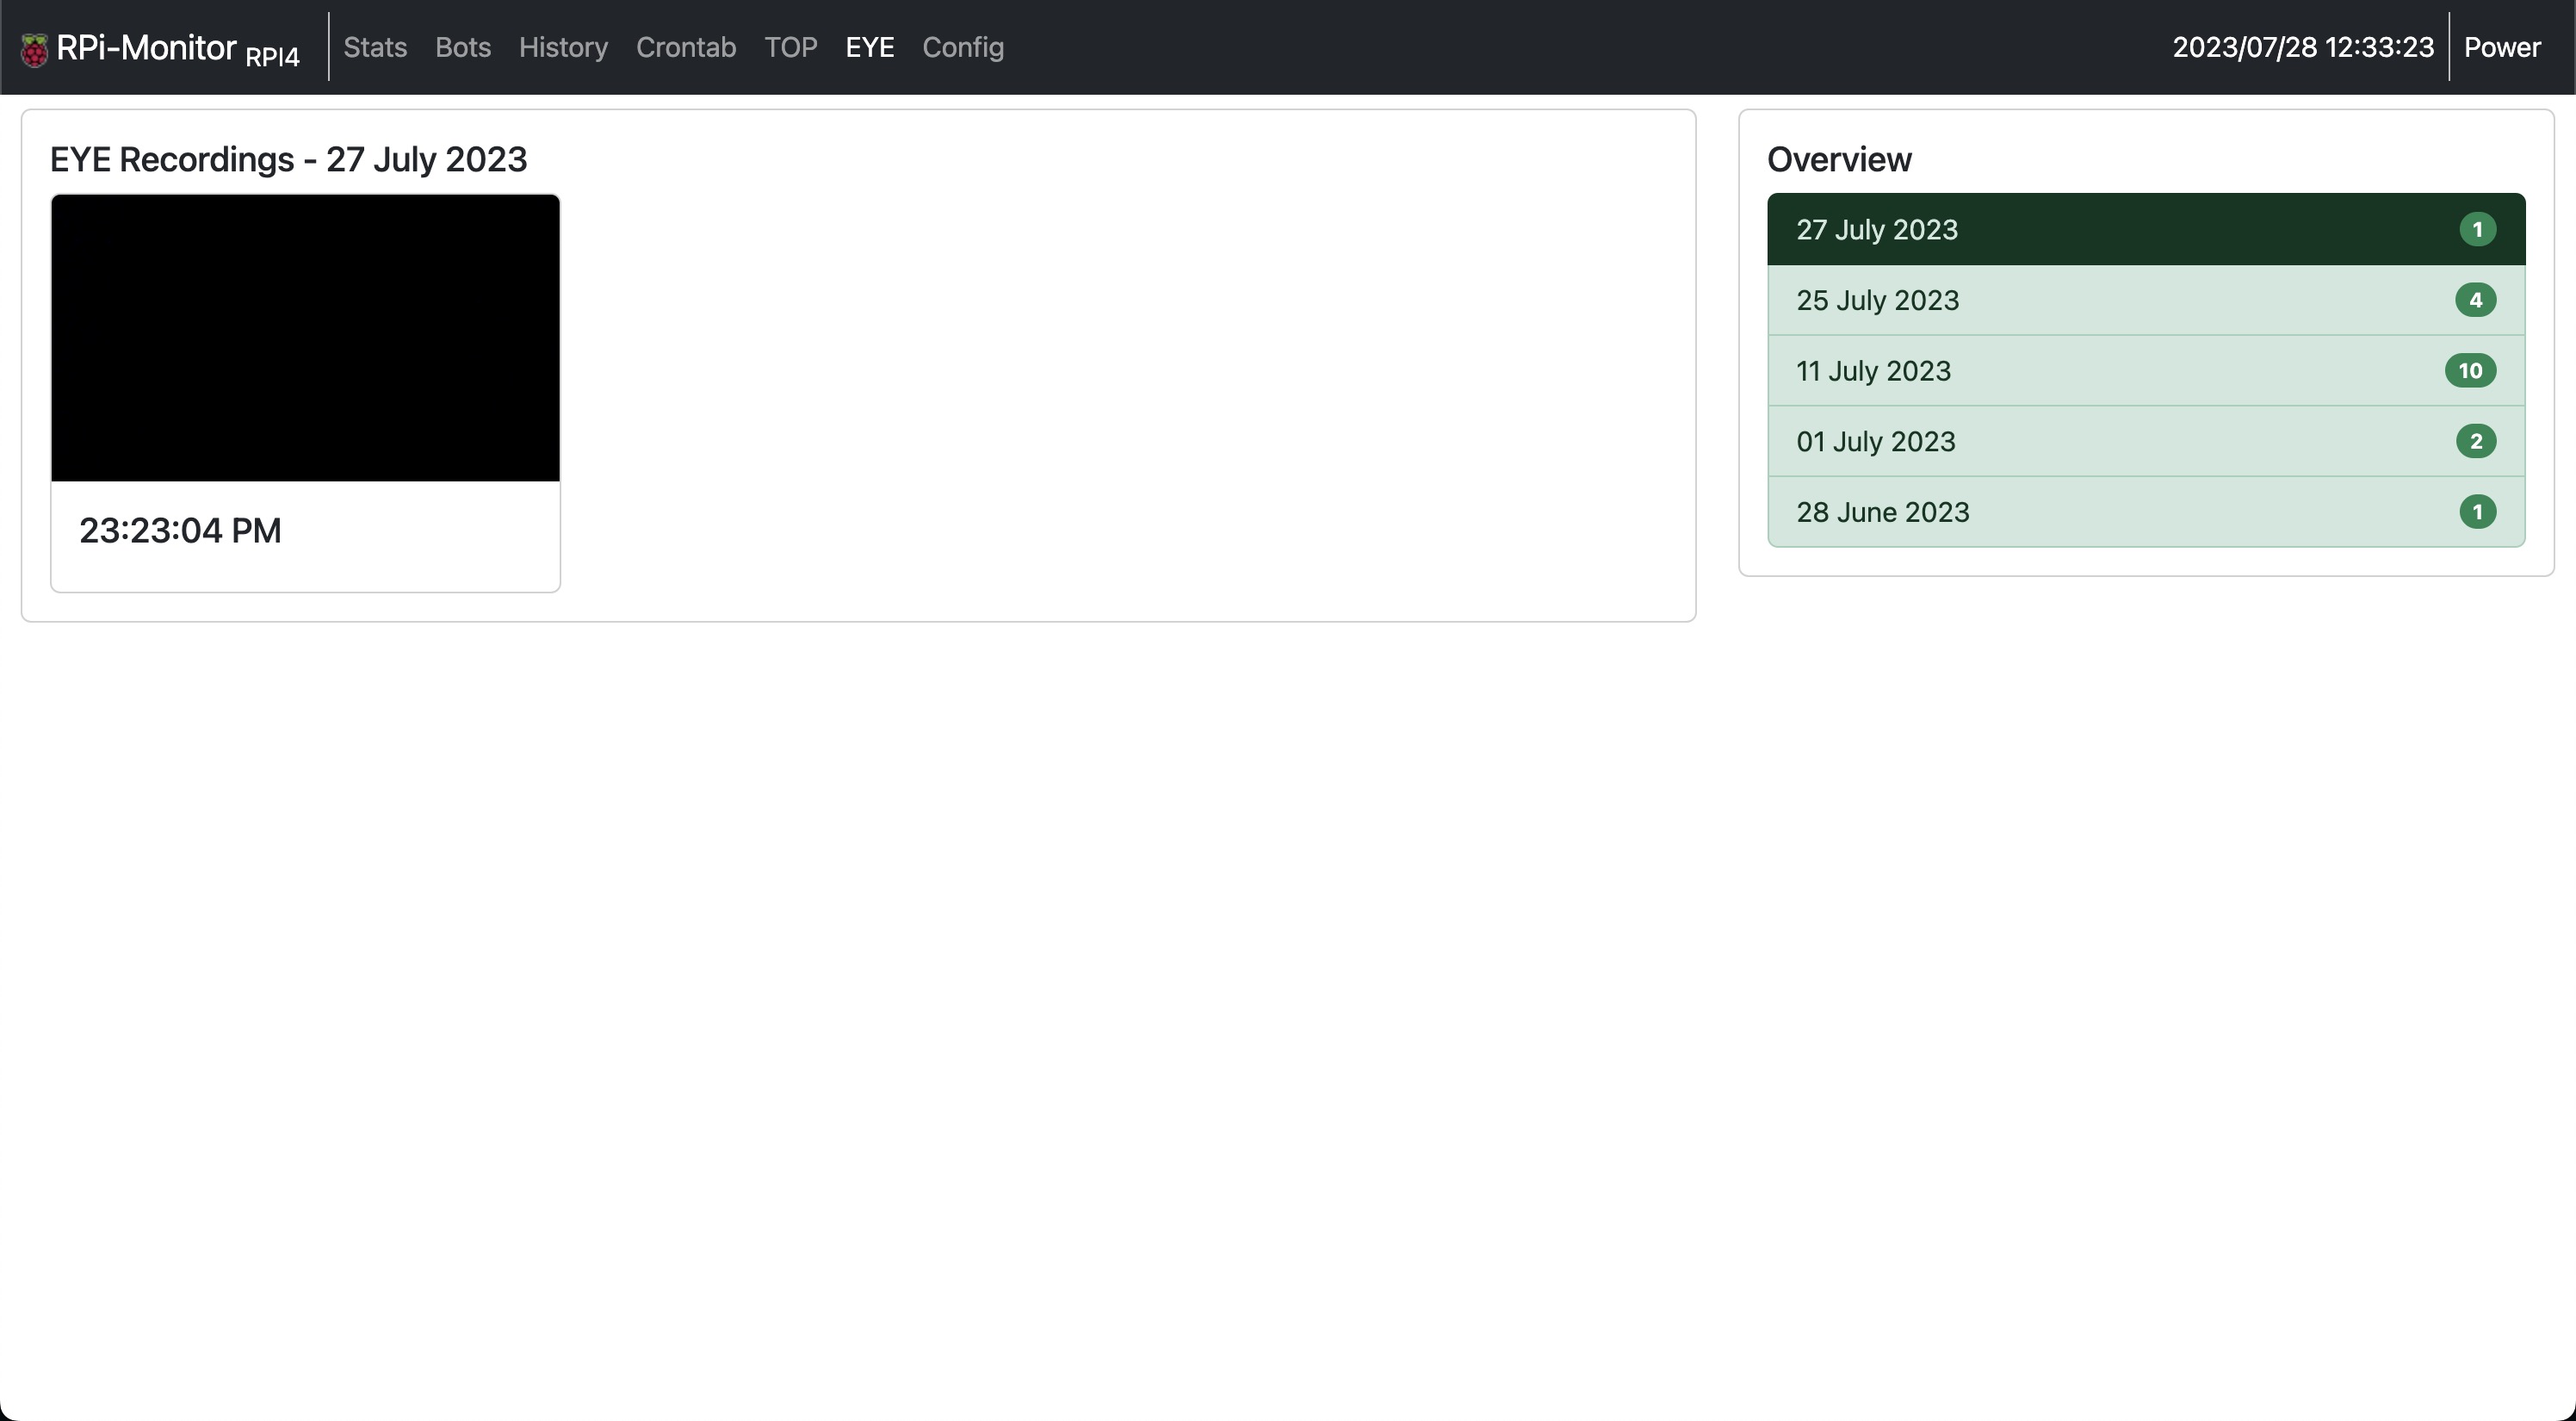 RPi-Monitor RPI4
Stats Bots History Crontab TOP EYE Config
2023/07/28 12:33:23 Power
EYE Recordings - 27 July 2023
23:23:04 PM
Overview
27 July 2023 1
25 July 2023 4
11 July 2023 10
01 July 2023 2
28 June 2023 1